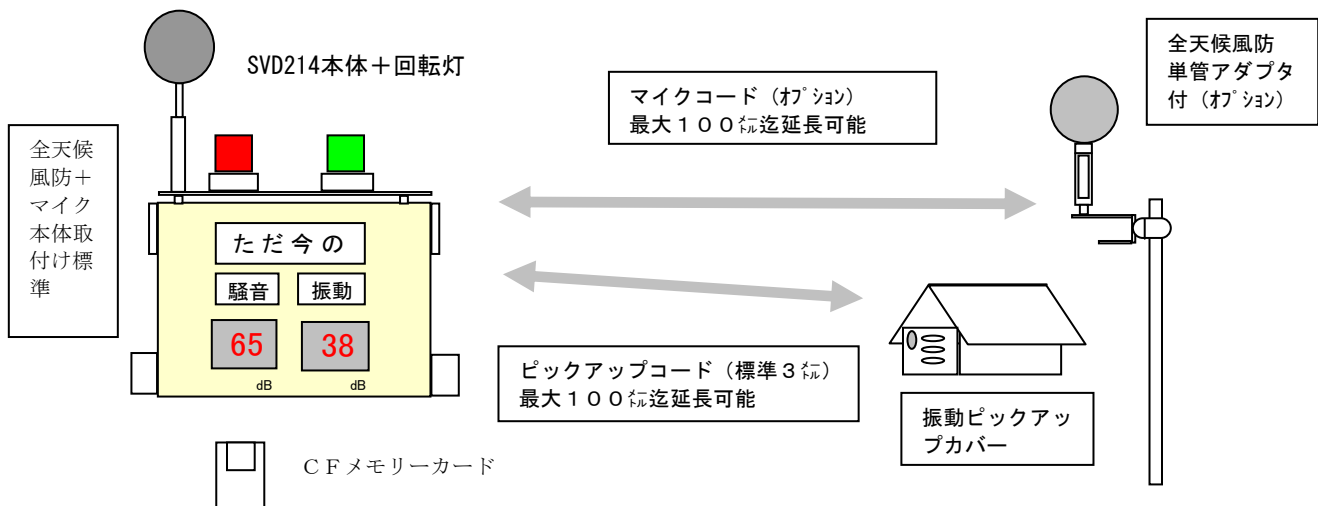 SVD214本体+回転灯
全天候
風防+
マイク
本体取
付け標
準
ただ今の
騒音
振動
65
38
dB
dB
CFメモリーカード
マイクコード(オプション)
最大100メートル迄延長可能
ピックアップコード(標準3メートル)
最大100メートル迄延長可能
全天候風防
単管アダプタ
付(オプション)
振動ピックアッ
プカバー